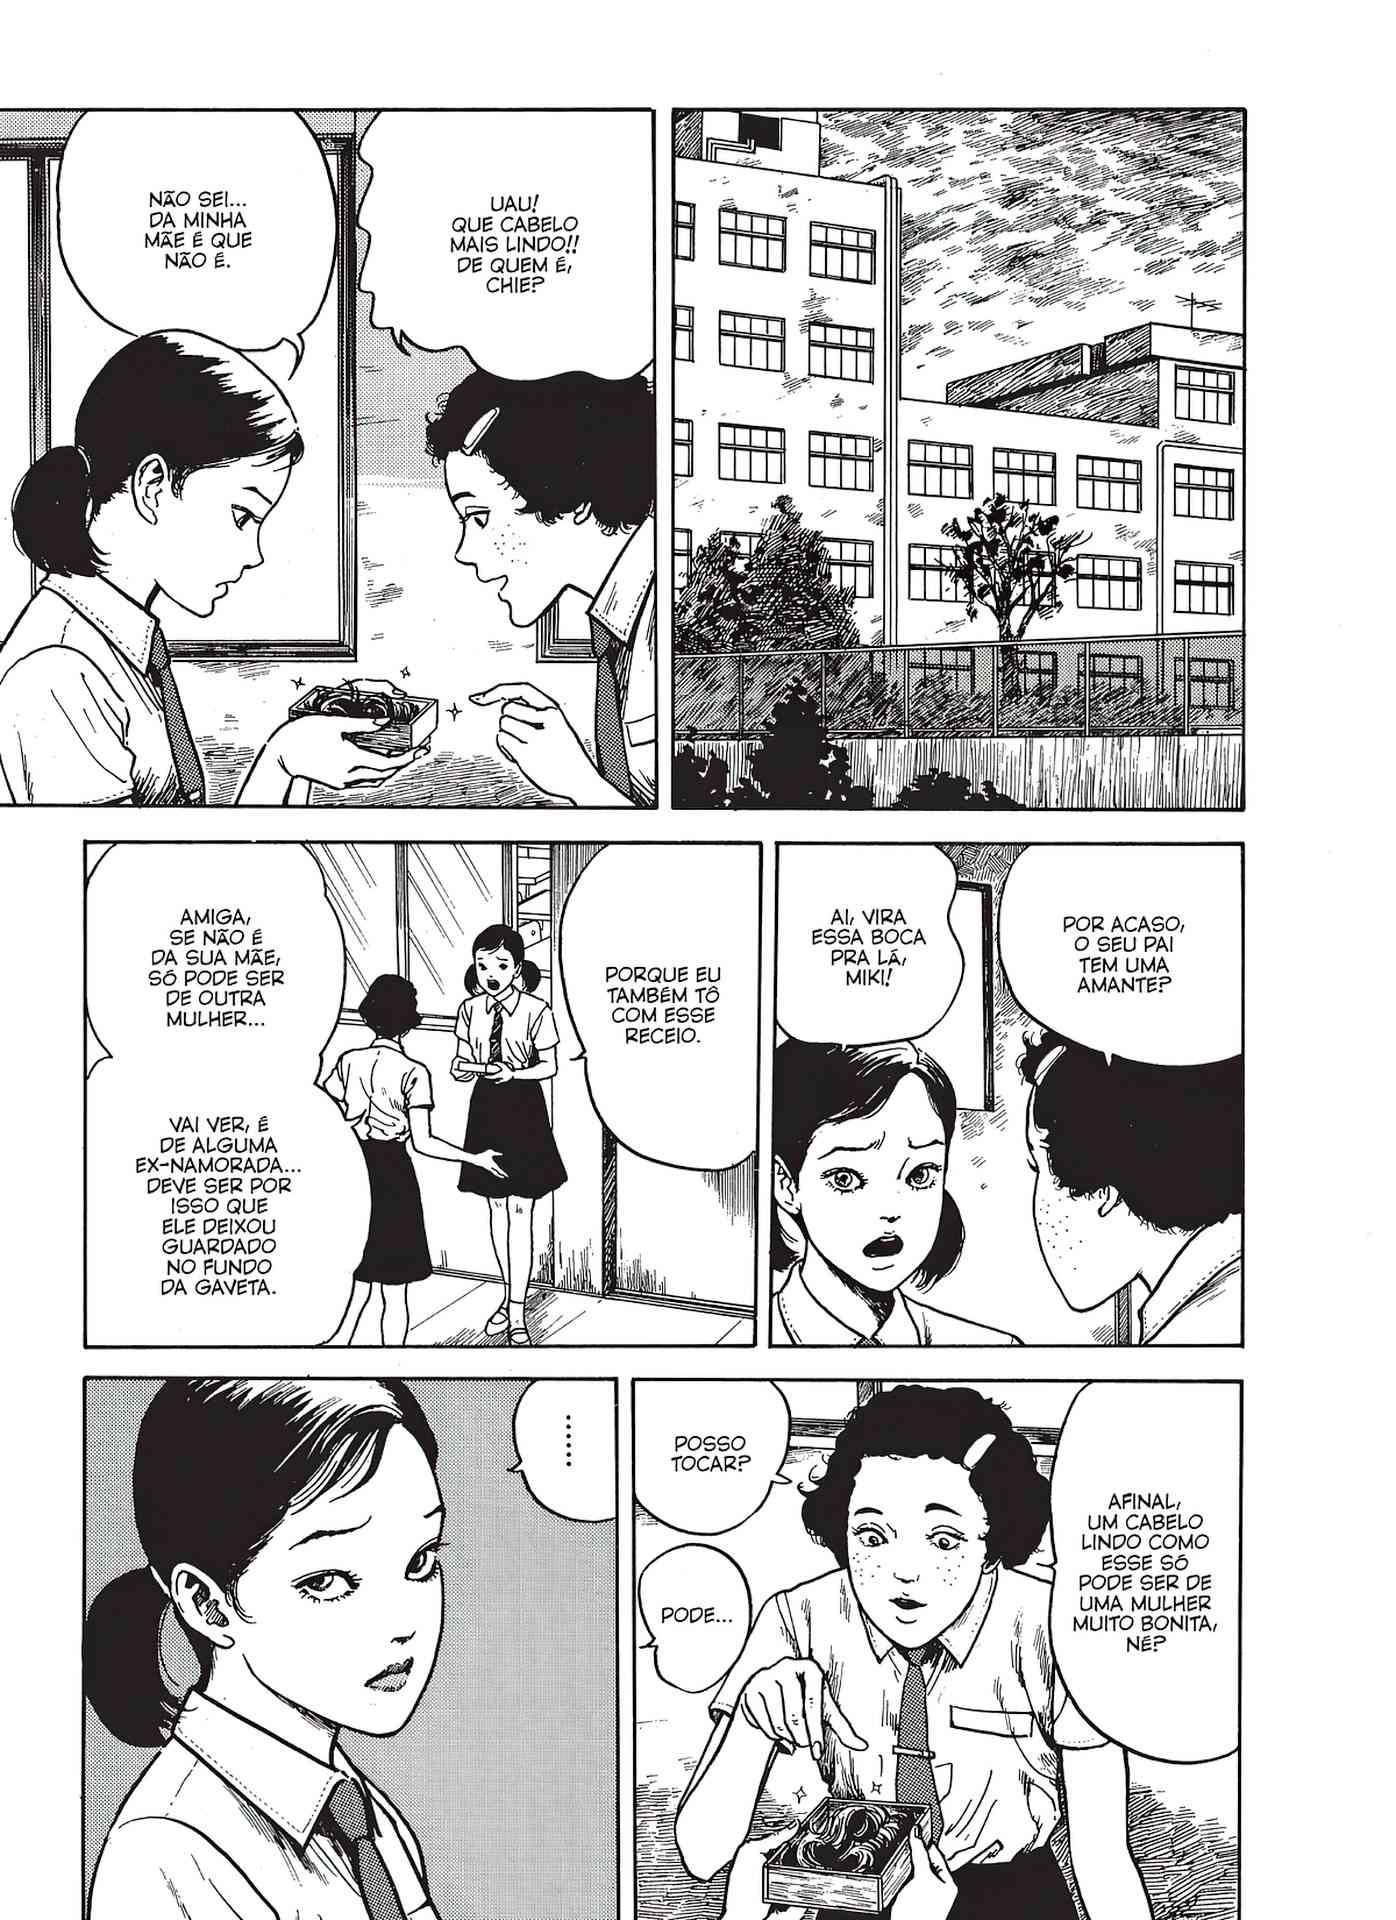 UAU!
QUE CABELO
MAIS LINDO!!
DE QUEM É,
CHIE?
NÃO SEI...
DA MINHA
MÃE É QUE
NÃO É.
POR ACASO,
O SEU PAI
TEM UMA
AMANTE?
AI, VIRA
ESSA BOCA
PRA LÁ,
MIKI!
PORQUE EU
TAMBÉM TÔ
COM ESSE
RECEIO.
AMIGA,
SE NÃO É
DA SUA MÃE,
SÓ PODE SER
DE OUTRA
MULHER...
VAI VER, É
DE ALGUMA
EX-NAMORADA...
DEVE SER POR
ISSO QUE
ELE DEIXOU
GUARDADO
NO FUNDO
DA GAVETA.
AFINAL,
UM CABELO
LINDO COMO
ESSE SÓ
PODE SER DE
UMA MULHER
MUITO BONITA,
NÉ?
POSSO
TOCAR?
PODE...
......